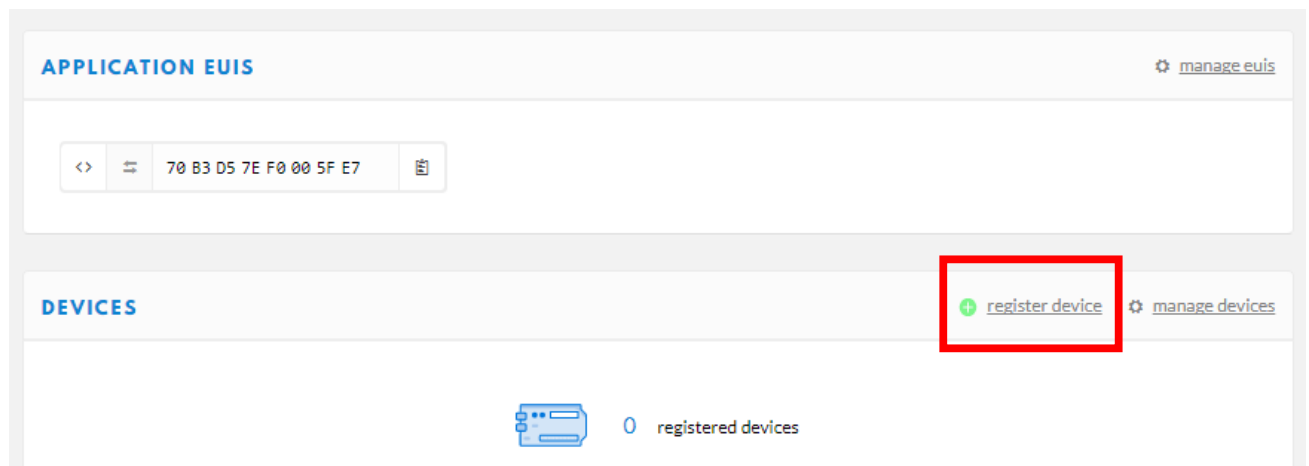 APPLICATION EUIS
manage euis
<> 70 B3 D5 7E F0 00 5F E7
DEVICES
register device
manage devices
0 registered devices